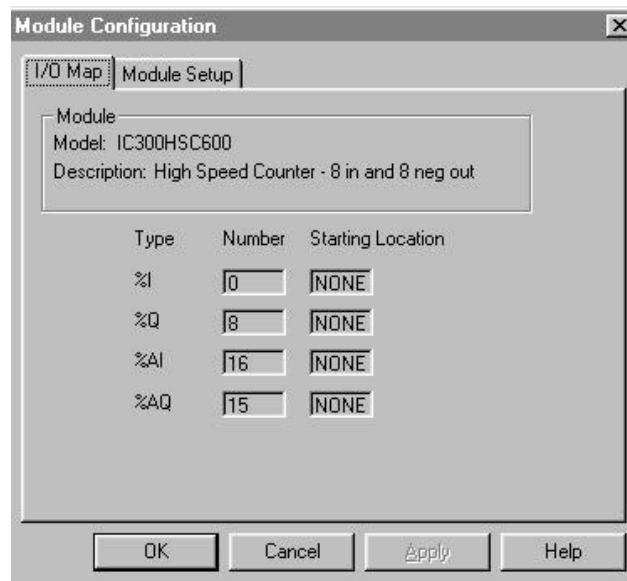 Module Configuration
I/O Map Module Setup
Module
Model: IC300HSC600
Description: High Speed Counter - 8 in and 8 neg out
Type Number Starting Location
%I 0 NONE
%Q 8 NONE
%AI 16 NONE
%AQ 15 NONE
OK Cancel Apply Help